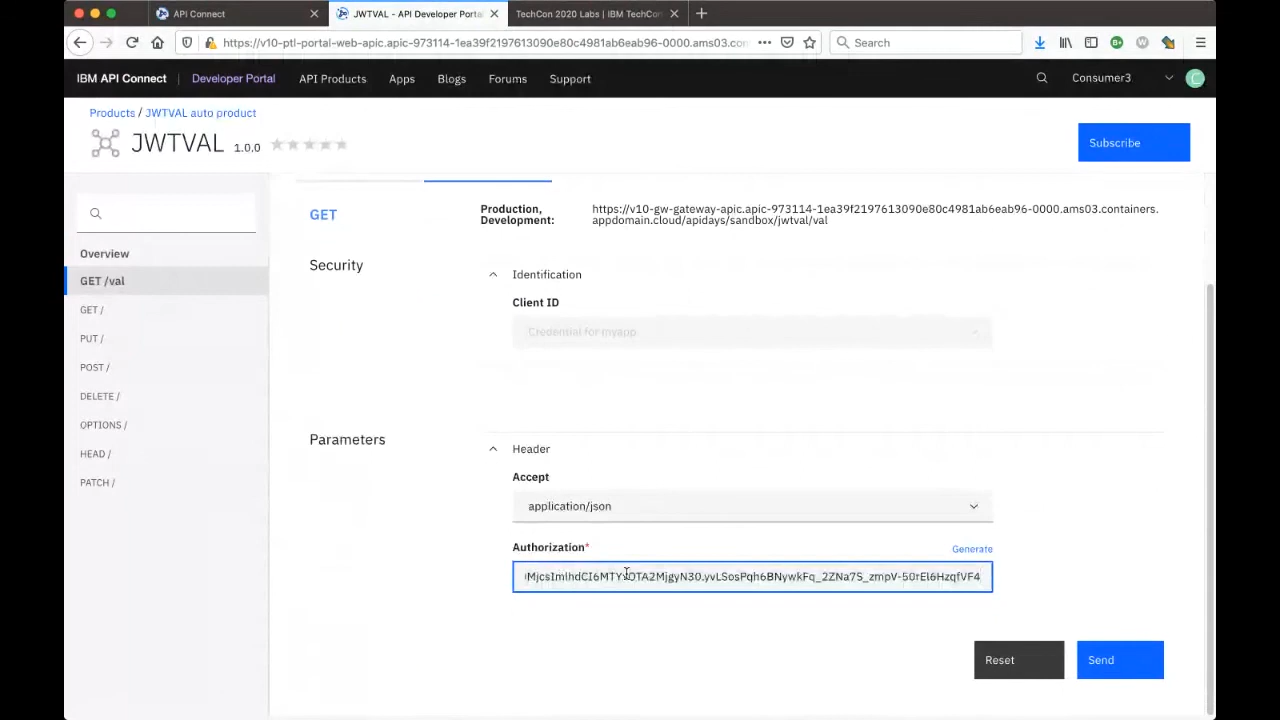 API Connect
JWTVAL - API Developer Portal
TechCon 2020 Labs | IBM TechCon
https://v10-ptl-portal-web-apic.apic-973114-1ea39f2197613090e80c4981ab6eab96-0000.ams03.con
Search
IBM API Connect
Developer Portal
API Products
Apps
Blogs
Forums
Support
Consumer3
C
Products / JWTVAL auto product
JWTVAL 1.0.0
Subscribe
Overview
GET /val
GET /
PUT /
POST /
DELETE /
OPTIONS /
HEAD /
PATCH /
GET
Production,
Development:
https://v10-gw-gateway-apic.apic-973114-1ea39f2197613090e80c4981ab6eab96-0000.ams03.containers.
appdomain.cloud/apidays/sandbox/jwtval/val
Security
Identification
Client ID
Credential for myapp
Parameters
Header
Accept
application/json
Authorization*
Generate
Reset
Send